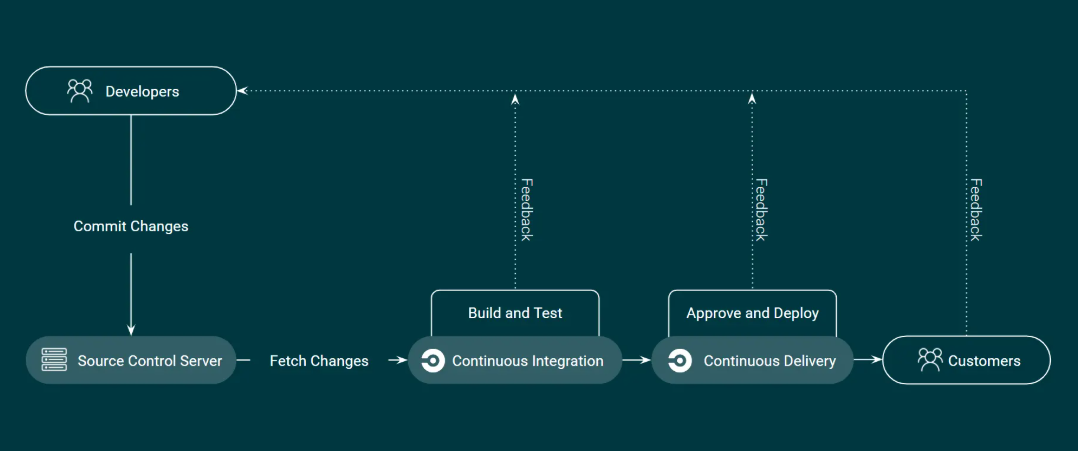 Developers
Commit Changes
Feedback
Feedback
Feedback
Build and Test
Approve and Deploy
Source Control Server
Fetch Changes
Continuous Integration
Continuous Delivery
Customers